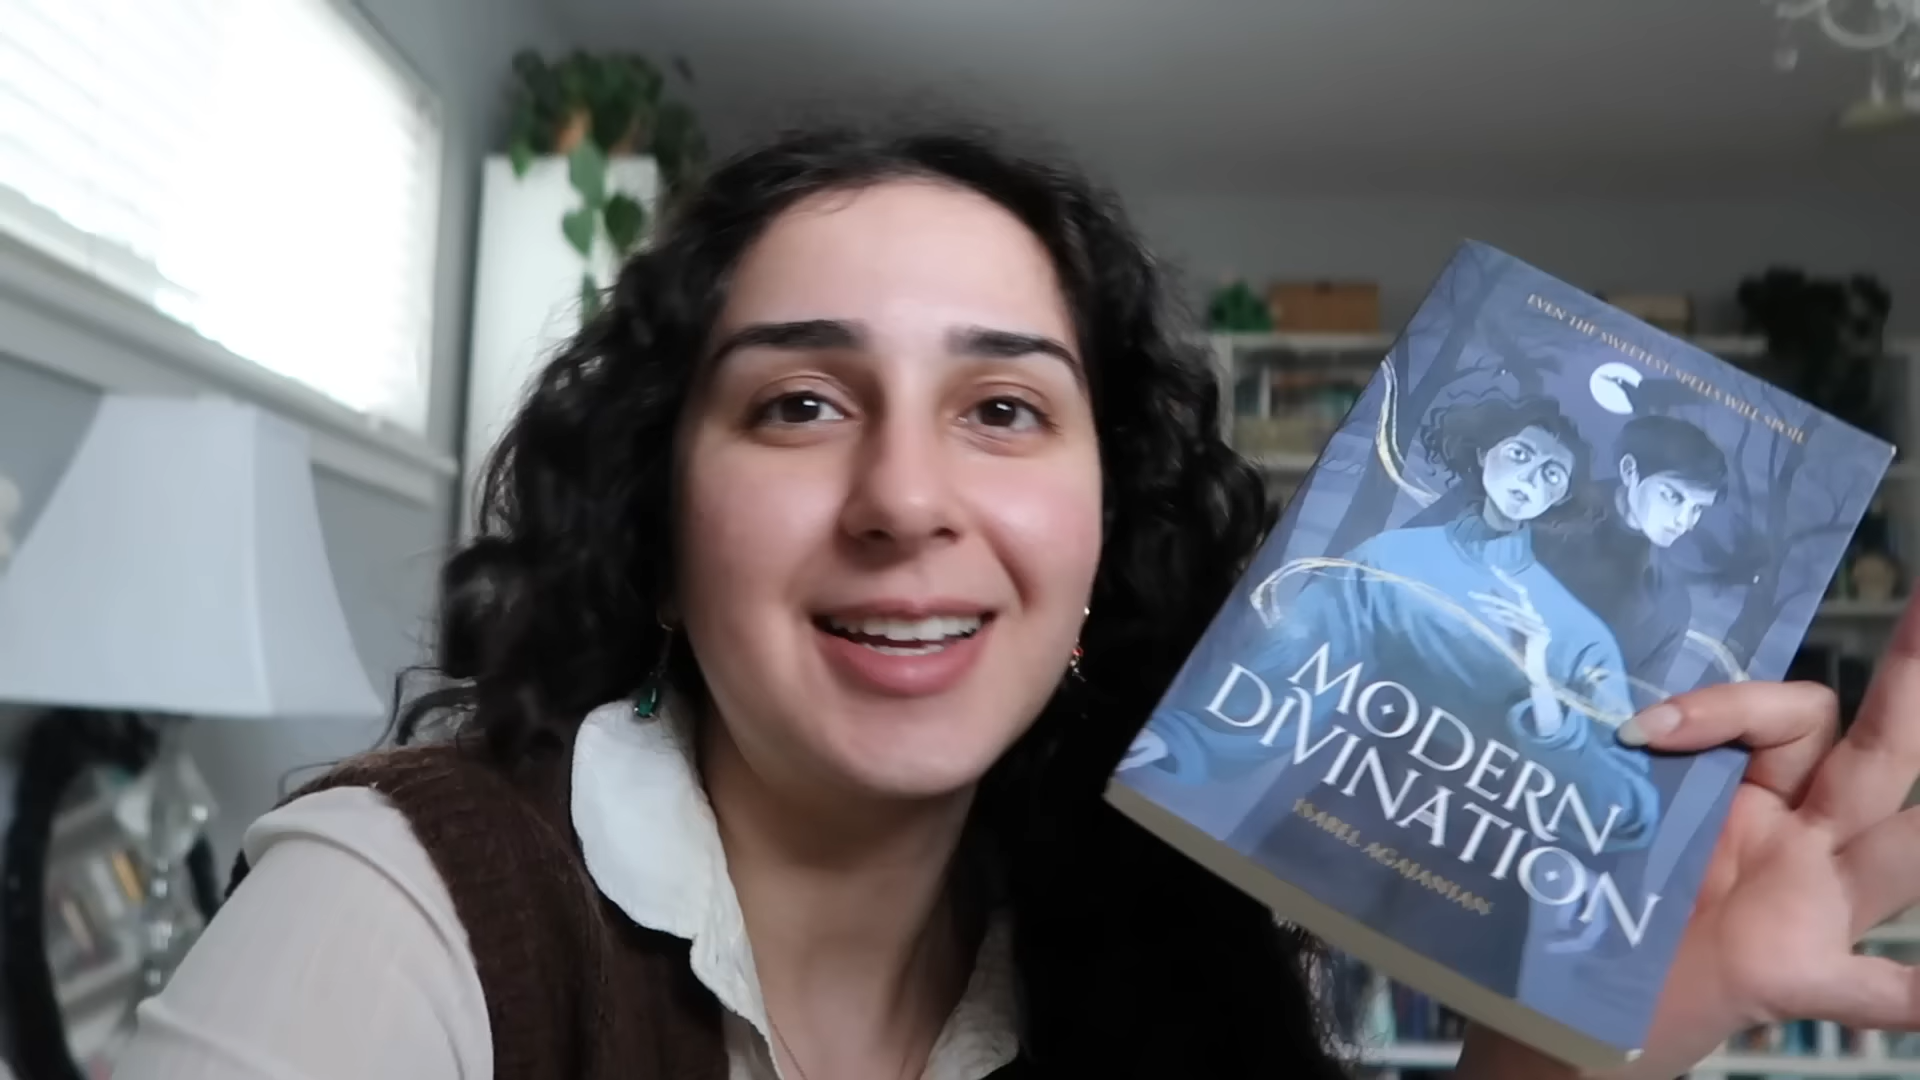 EVEN THE SWEETEST SPELLS WILL SPOIL
MODERN
DIVINATION
ISABEL AGAJANIAN